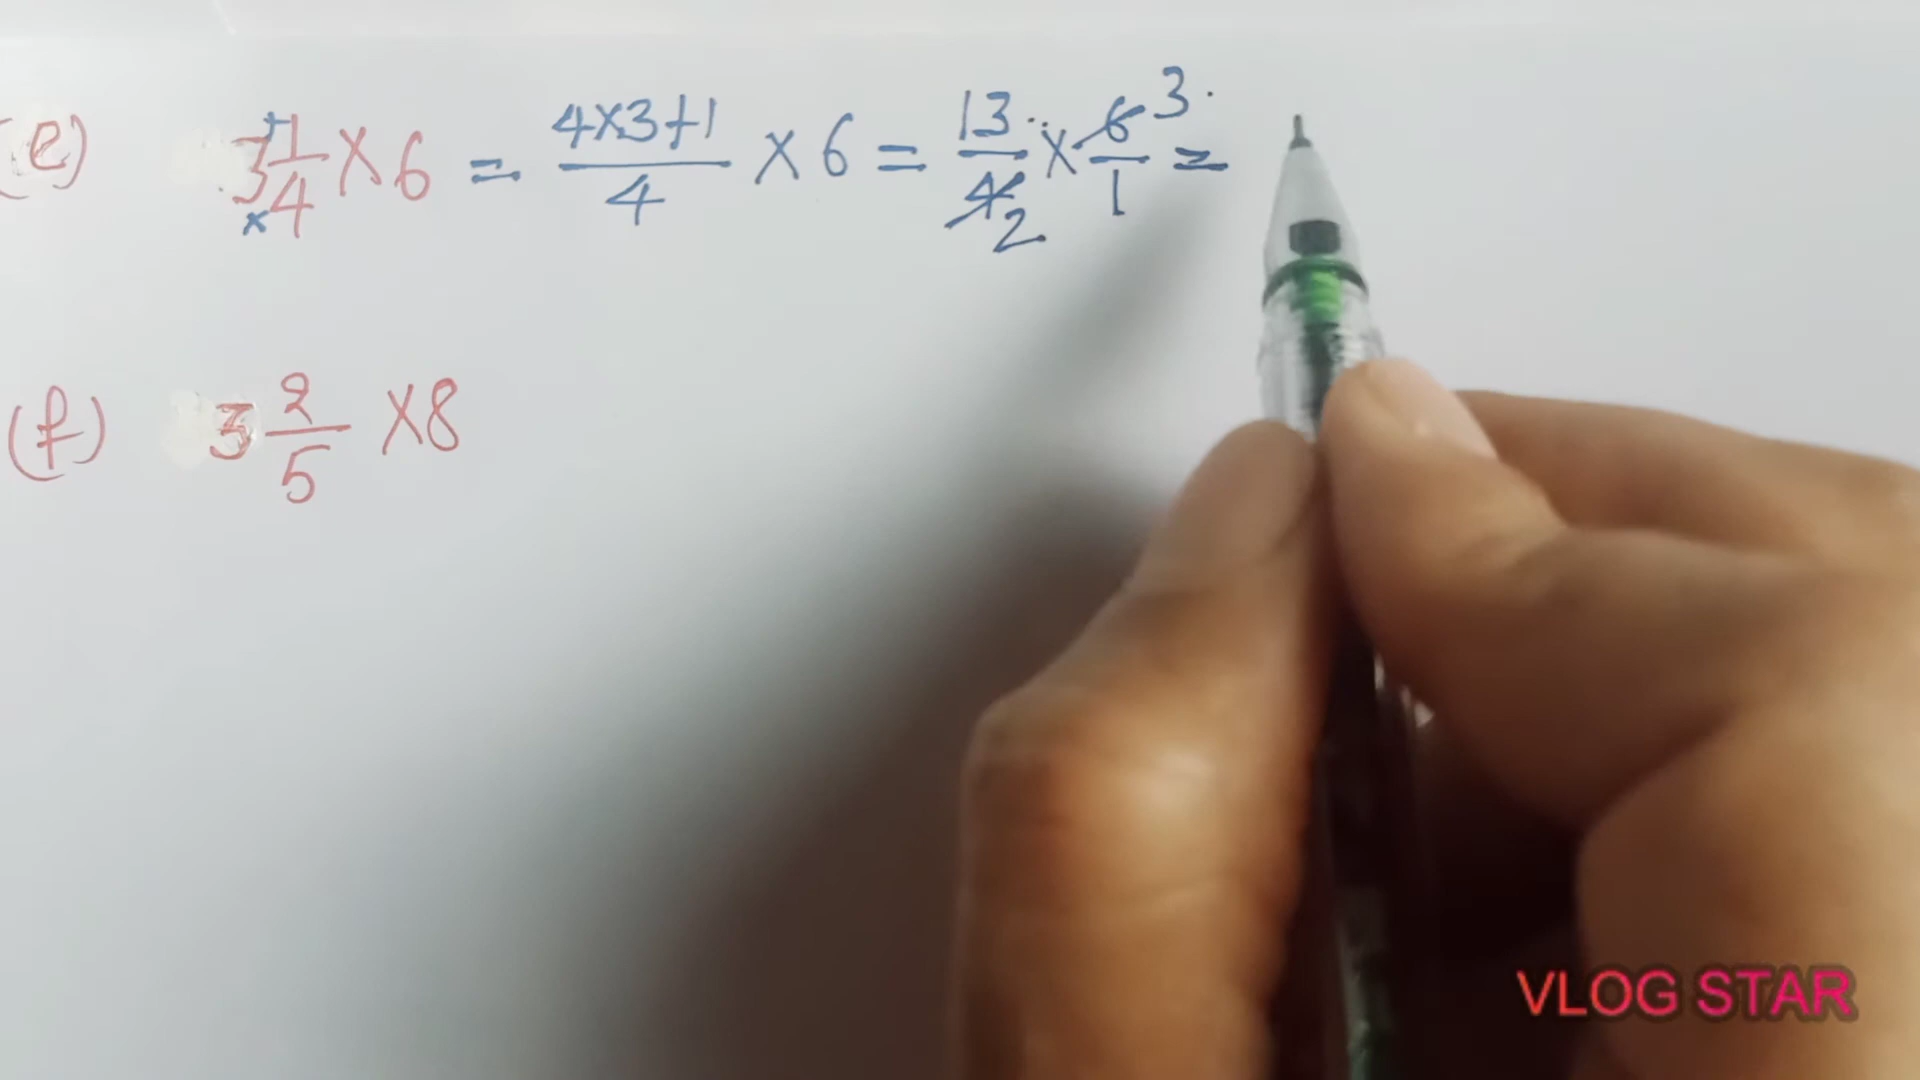 (e) 3 1/4 × 6 = 4×3+1/4 × 6 = 13/4 2 × 6/1 3 =
(f) 3 2/5 ×8
VLOG STAR